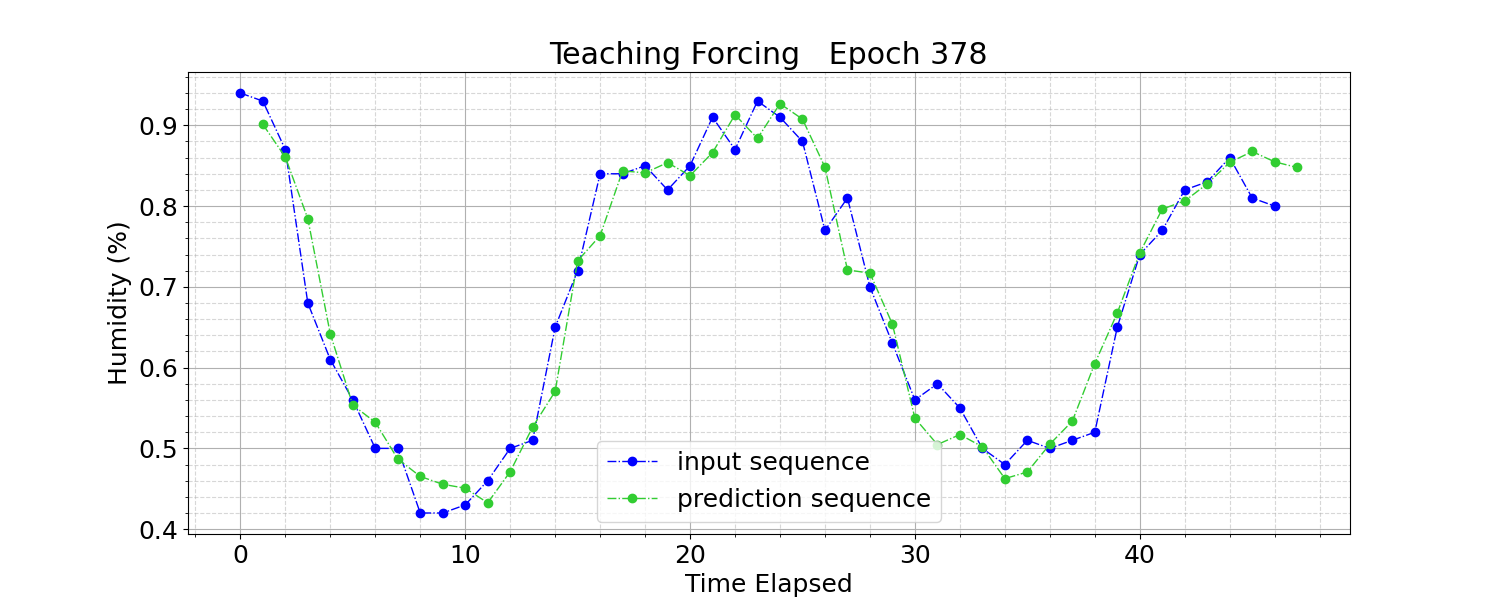 Teaching Forcing   Epoch 378
Humidity (%)
0.9
0.8
0.7
0.6
0.5
0.4
input sequence
prediction sequence
0 10 20 30 40
Time Elapsed